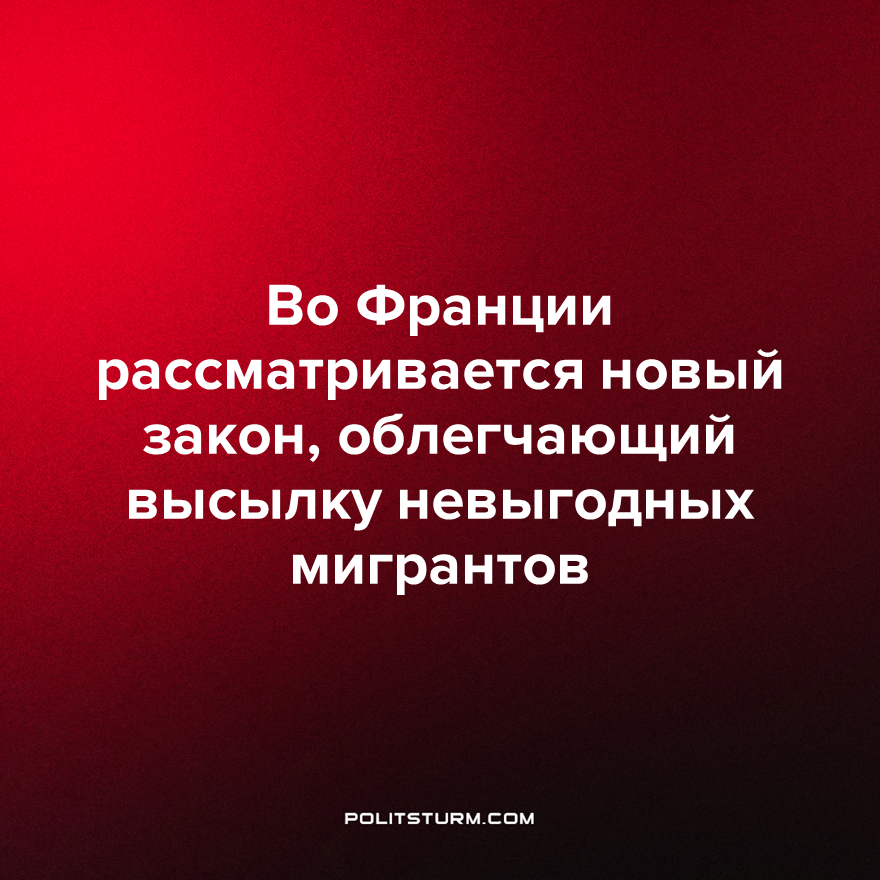 Во Франции
рассматривается новый
закон, облегчающий
высылку невыгодных
мигрантов
POLITSTURM.COM